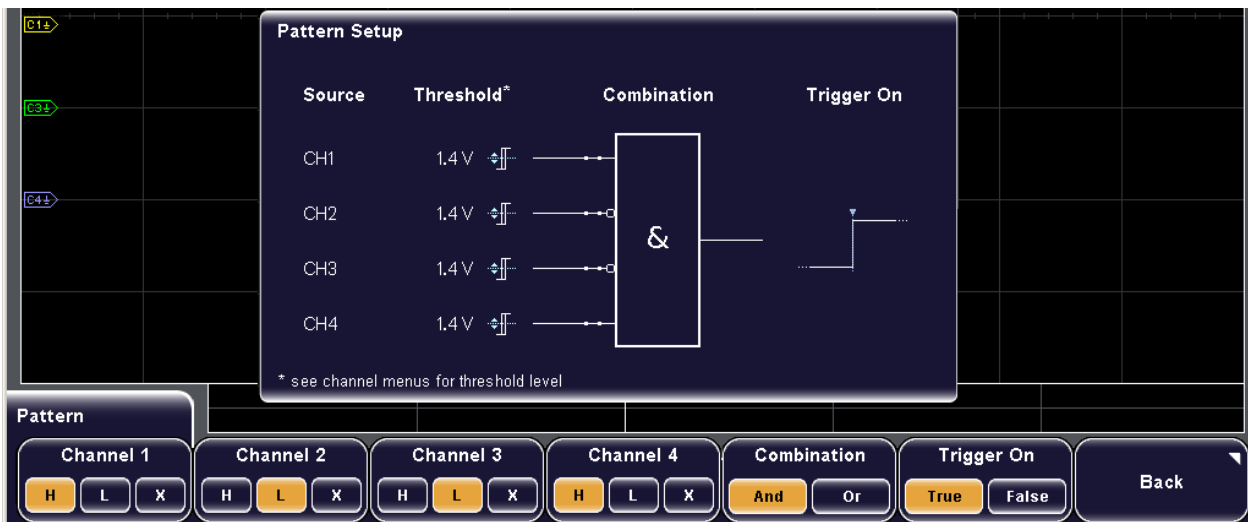 C1
Pattern Setup
Source Threshold* Combination Trigger On
C3
CH1 1.4 V
C4
CH2 1.4 V
&
CH3 1.4 V
CH4 1.4 V
* see channel menus for threshold level
Pattern
Channel 1 Channel 2 Channel 3 Channel 4 Combination Trigger On
Back
H L X H L X H L X H L X And Or True False